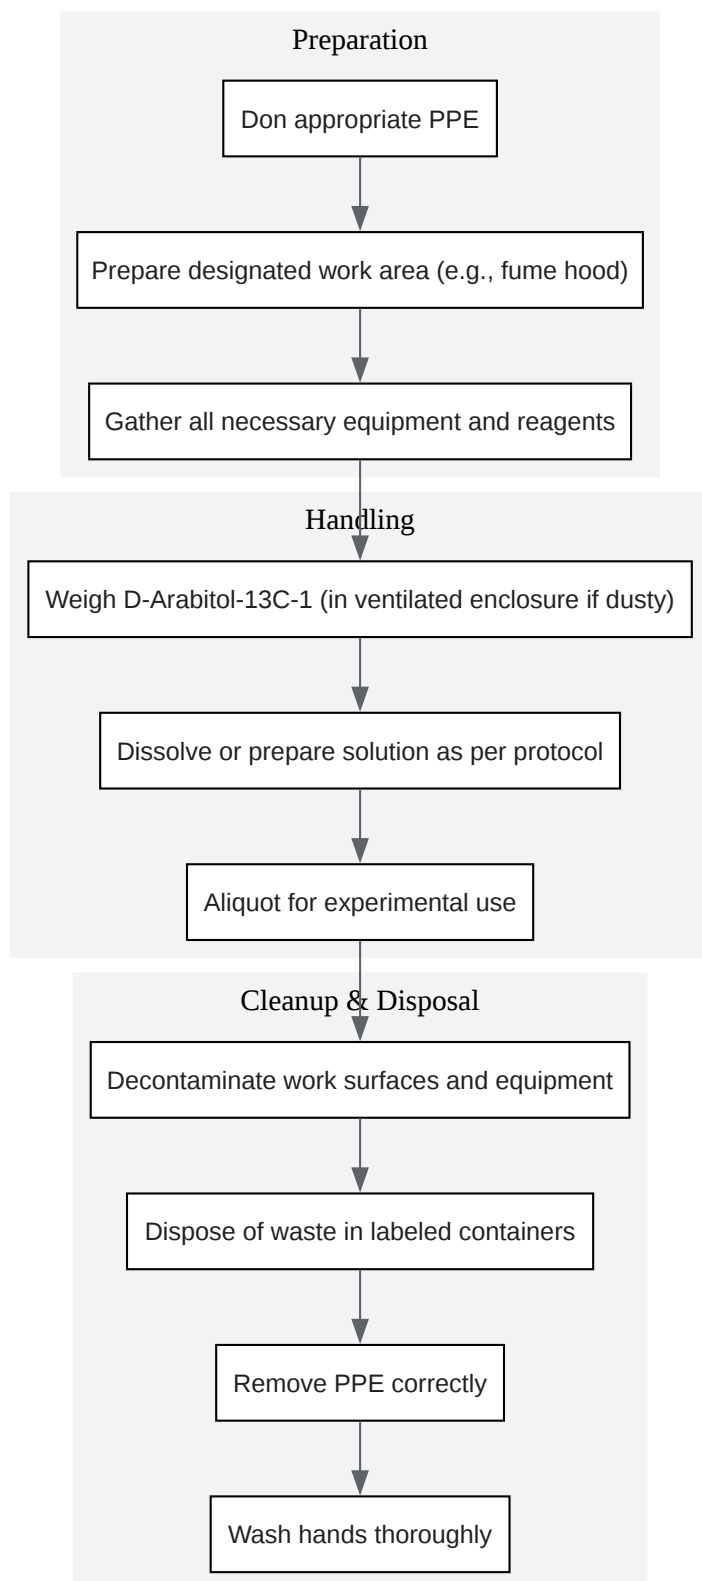 Preparation
Don appropriate PPE
Prepare designated work area (e.g., fume hood)
Gather all necessary equipment and reagents
Handling
Weigh D-Arabitol-13C-1 (in ventilated enclosure if dusty)
Dissolve or prepare solution as per protocol
Aliquot for experimental use
Cleanup & Disposal
Decontaminate work surfaces and equipment
Dispose of waste in labeled containers
Remove PPE correctly
Wash hands thoroughly